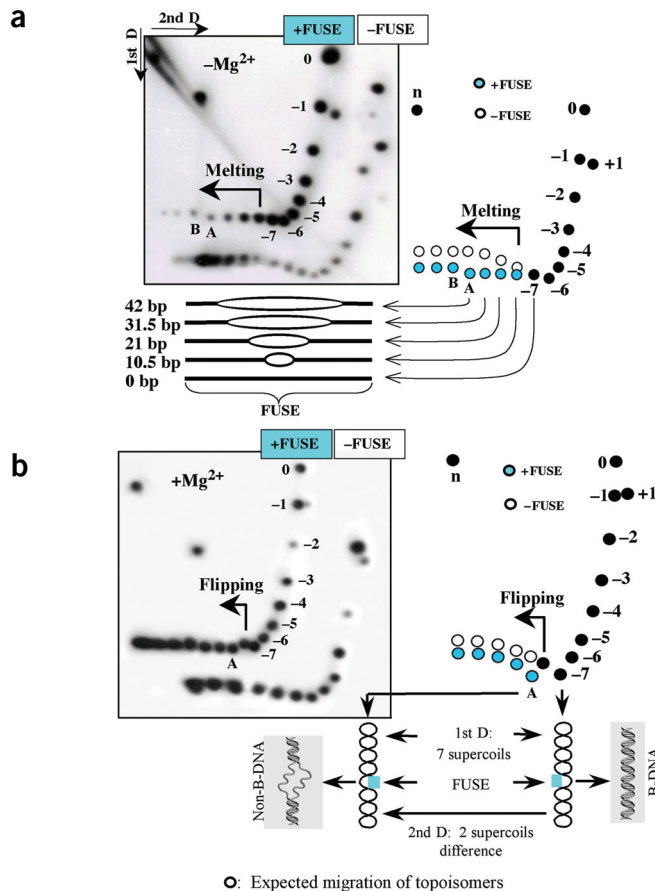 a
2nd D
1st D
+FUSE
–FUSE
–Mg2+
0
–1
–2
–3
–4
–5
–6
–7
Melting
B
A
n
+FUSE
–FUSE
0
–1
+1
–2
–3
–4
–5
–6
–7
Melting
B
A
42 bp
31.5 bp
21 bp
10.5 bp
0 bp
FUSE
b
+FUSE
–FUSE
+Mg2+
0
–1
–2
–3
–4
–5
–6
–7
Flipping
A
n
+FUSE
–FUSE
0
–1
+1
–2
–3
–4
–5
–6
–7
Flipping
A
Non-B-DNA
1st D:
7 supercoils
FUSE
2nd D: 2 supercoils
difference
B-DNA
O: Expected migration of topoisomers